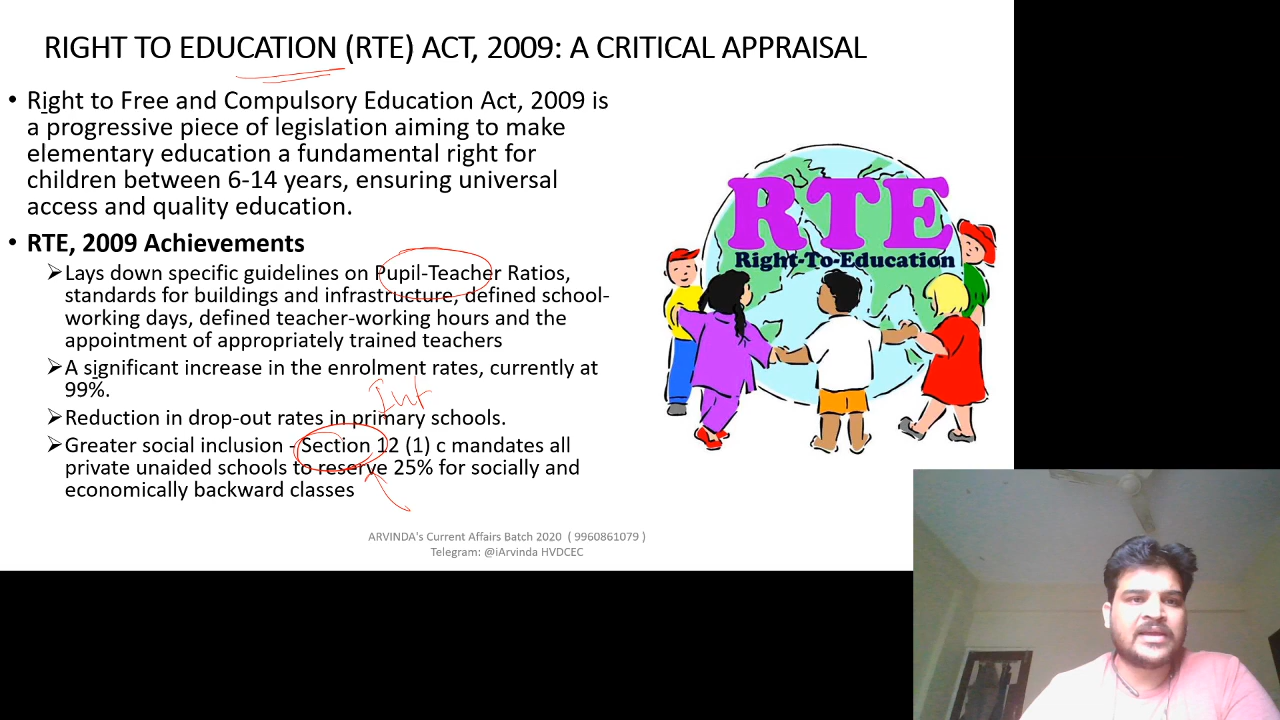 RIGHT TO EDUCATION (RTE) ACT, 2009: A CRITICAL APPRAISAL
• Right to Free and Compulsory Education Act, 2009 is
a progressive piece of legislation aiming to make
elementary education a fundamental right for
children between 6-14 years, ensuring universal
access and quality education.
• RTE, 2009 Achievements
➢Lays down specific guidelines on Pupil-Teacher Ratios,
standards for buildings and infrastructure, defined school-
working days, defined teacher-working hours and the
appointment of appropriately trained teachers
➢A significant increase in the enrolment rates, currently at
99%.
➢Reduction in drop-out rates in primary schools.
➢Greater social inclusion - Section 12 (1) c mandates all
private unaided schools to reserve 25% for socially and
economically backward classes
RTE
Right-To-Education
ARVINDA's Current Affairs Batch 2020 ( 9960861079 )
Telegram: @iArvinda HVDCEC